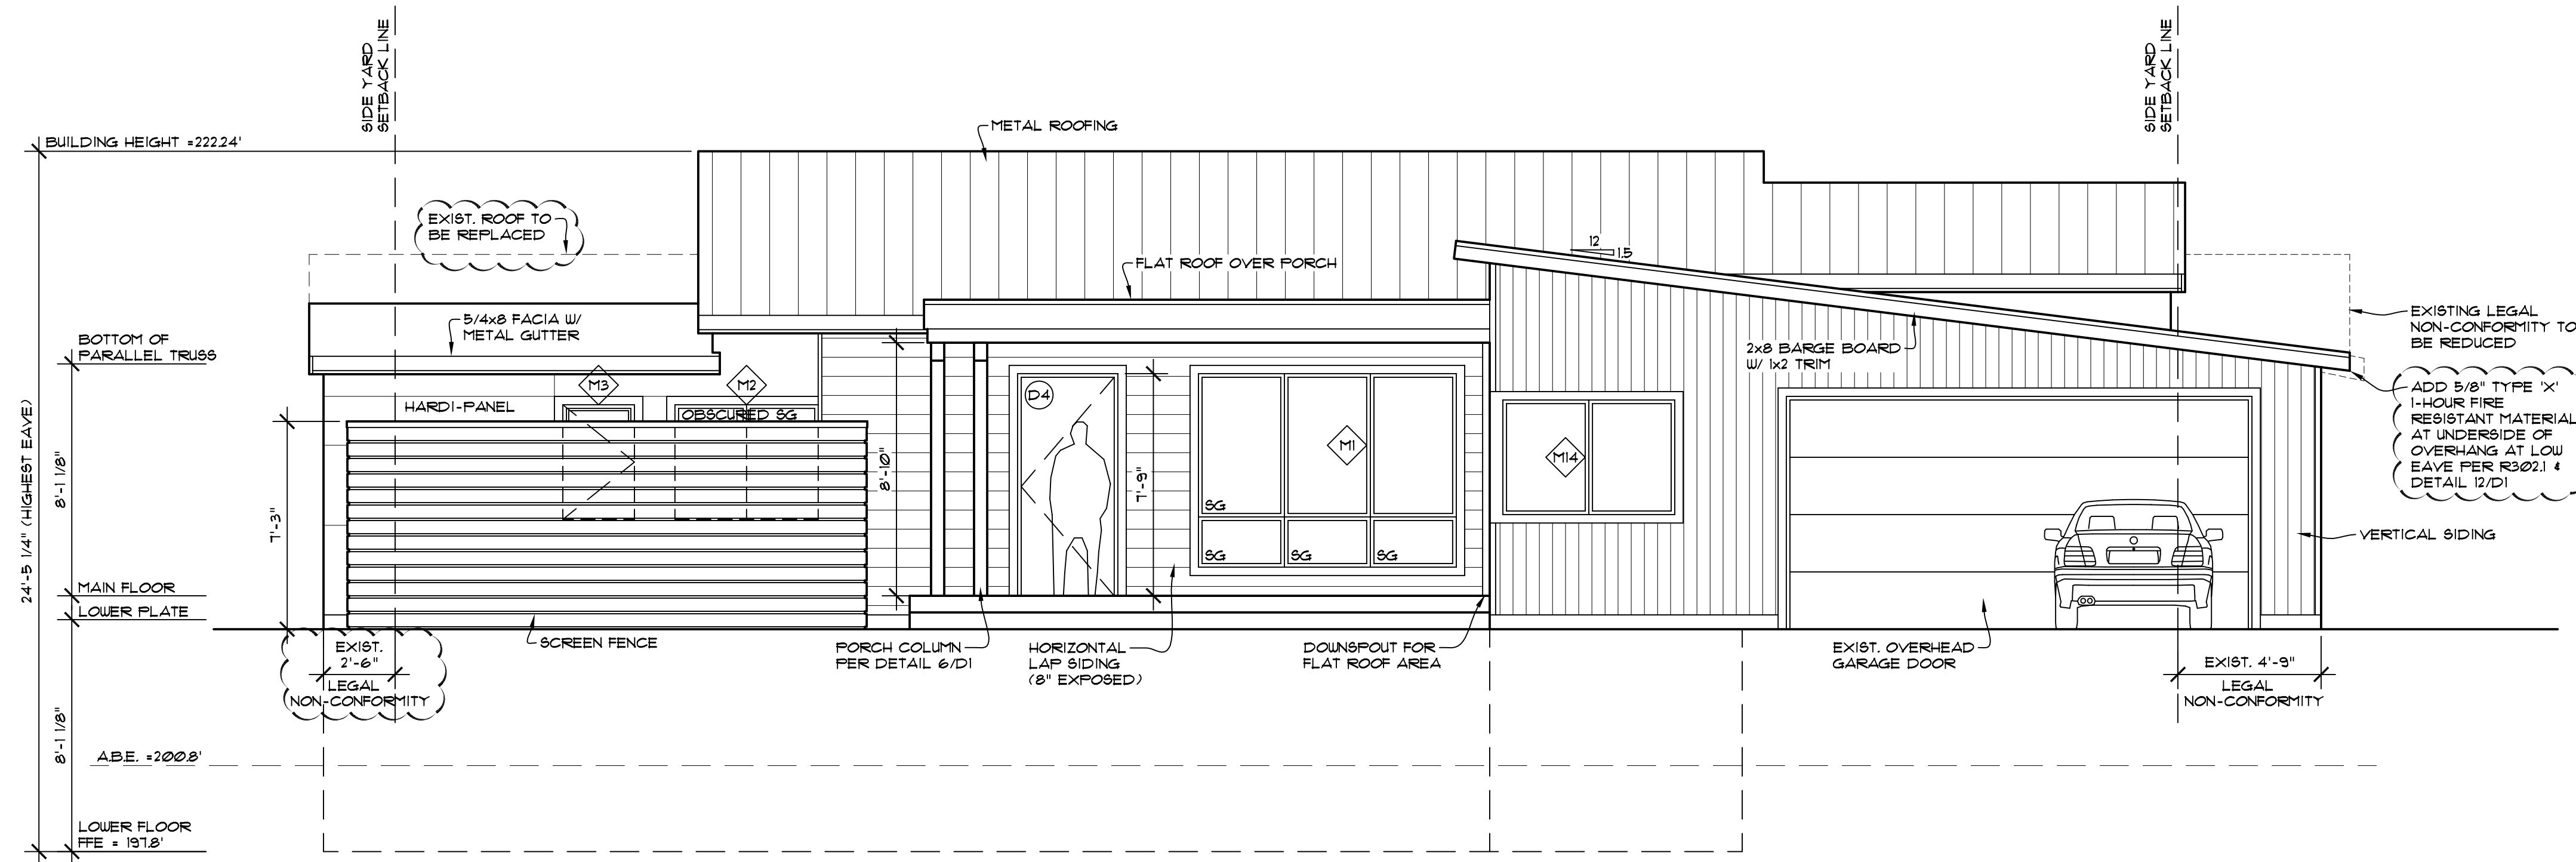 SIDE YARD
SETBACK LINE
SIDE YARD
SETBACK LINE
METAL ROOFING
BUILDING HEIGHT =222.24'
EXIST. ROOF TO
BE REPLACED
12
1.5
FLAT ROOF OVER PORCH
5/4x8 FACIA W/
METAL GUTTER
EXISTING LEGAL
NON-CONFORMITY TO
BE REDUCED
BOTTOM OF
PARALLEL TRUSS
2x8 BARGE BOARD
W/ 1x2 TRIM
ADD 5/8" TYPE 'X'
1-HOUR FIRE
RESISTANT MATERIAL
AT UNDERSIDE OF
OVERHANG AT LOW
EAVE PER R302.1 &
DETAIL 12/D1
M3
M2
D4
HARDI-PANEL
OBSCURED SG
M1
M14
24'-5 1/4" (HIGHEST EAVE)
8'-1 1/8"
7'-3"
8'-10"
7'-9"
SG
SG
SG
SG
VERTICAL SIDING
MAIN FLOOR
LOWER PLATE
SCREEN FENCE
EXIST.
2'-6"
LEGAL
NON-CONFORMITY
PORCH COLUMN
PER DETAIL 6/D1
HORIZONTAL
LAP SIDING
(8" EXPOSED)
DOWNSPOUT FOR
FLAT ROOF AREA
EXIST. OVERHEAD
GARAGE DOOR
EXIST. 4'-9"
LEGAL
NON-CONFORMITY
8'-1 1/8"
A.B.E. =200.8'
LOWER FLOOR
FFE = 197.8'